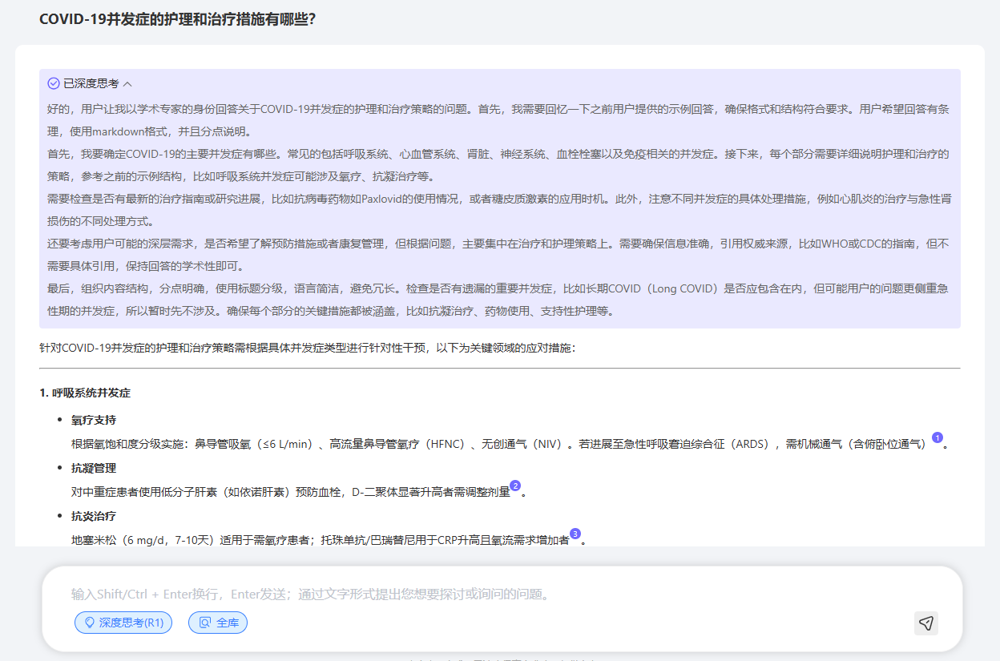 COVID-19并发症的护理和治疗措施有哪些？
已深度思考
好的，用户让我以学术专家的身份回答关于COVID-19并发症的护理和治疗策略的问题。首先，我需要回忆一下之前用户提供的示例回答，确保格式和结构符合要求。用户希望回答有条
理，使用markdown格式，并且分点说明。
首先，我要确定COVID-19的主要并发症有哪些。常见的包括呼吸系统、心血管系统、肾脏、神经系统、血栓栓塞以及免疫相关的并发症。接下来，每个部分需要详细说明护理和治疗的
策略，参考之前的示例结构，比如呼吸系统并发症可能涉及氧疗、抗凝治疗等。
需要检查是否有最新的治疗指南或研究进展，比如抗病毒药物如Paxlovid的使用情况，或者糖皮质激素的应用时机。此外，注意不同并发症的具体处理措施，例如心肌炎的治疗与急性肾
损伤的不同处理方式。
还要考虑用户可能的深层需求，是否希望了解预防措施或者康复管理，但根据问题，主要集中在治疗和护理策略上。需要确保信息准确，引用权威来源，比如WHO或CDC的指南，但不
需要具体引用，保持回答的学术性即可。
最后，组织内容结构，分点明确，使用标题分级，语言简洁，避免冗长。检查是否有遗漏的重要并发症，比如长期COVID（Long COVID）是否应包含在内，但可能用户的问题更侧重急
性期的并发症，所以暂时先不涉及。确保每个部分的关键措施都被涵盖，比如抗凝治疗、药物使用、支持性护理等。
针对COVID-19并发症的护理和治疗策略需根据具体并发症类型进行针对性干预，以下为关键领域的应对措施：
1. 呼吸系统并发症
• 氧疗支持
根据氧饱和度分级实施：鼻导管吸氧（≤6 L/min）、高流量鼻导管氧疗（HFNC）、无创通气（NIV）。若进展至急性呼吸窘迫综合征（ARDS），需机械通气（含俯卧位通气）1。
• 抗凝管理
对中重症患者使用低分子肝素（如依诺肝素）预防血栓，D-二聚体显著升高者需调整剂量2。
• 抗炎治疗
地塞米松（6 mg/d，7-10天）适用于需氧疗患者；托珠单抗/巴瑞替尼用于CRP升高且氧流需求增加者3。
输入Shift/Ctrl + Enter换行，Enter发送；通过文字形式提出您想要探讨或询问的问题。
深度思考(R1) 全库